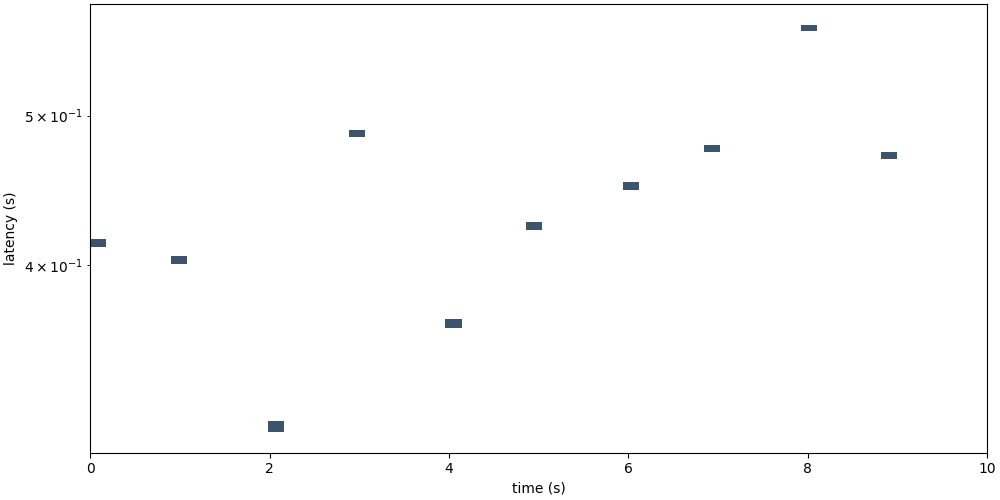 latency (s)
5 × 10⁻¹
4 × 10⁻¹
0 2 4 6 8 10
time (s)